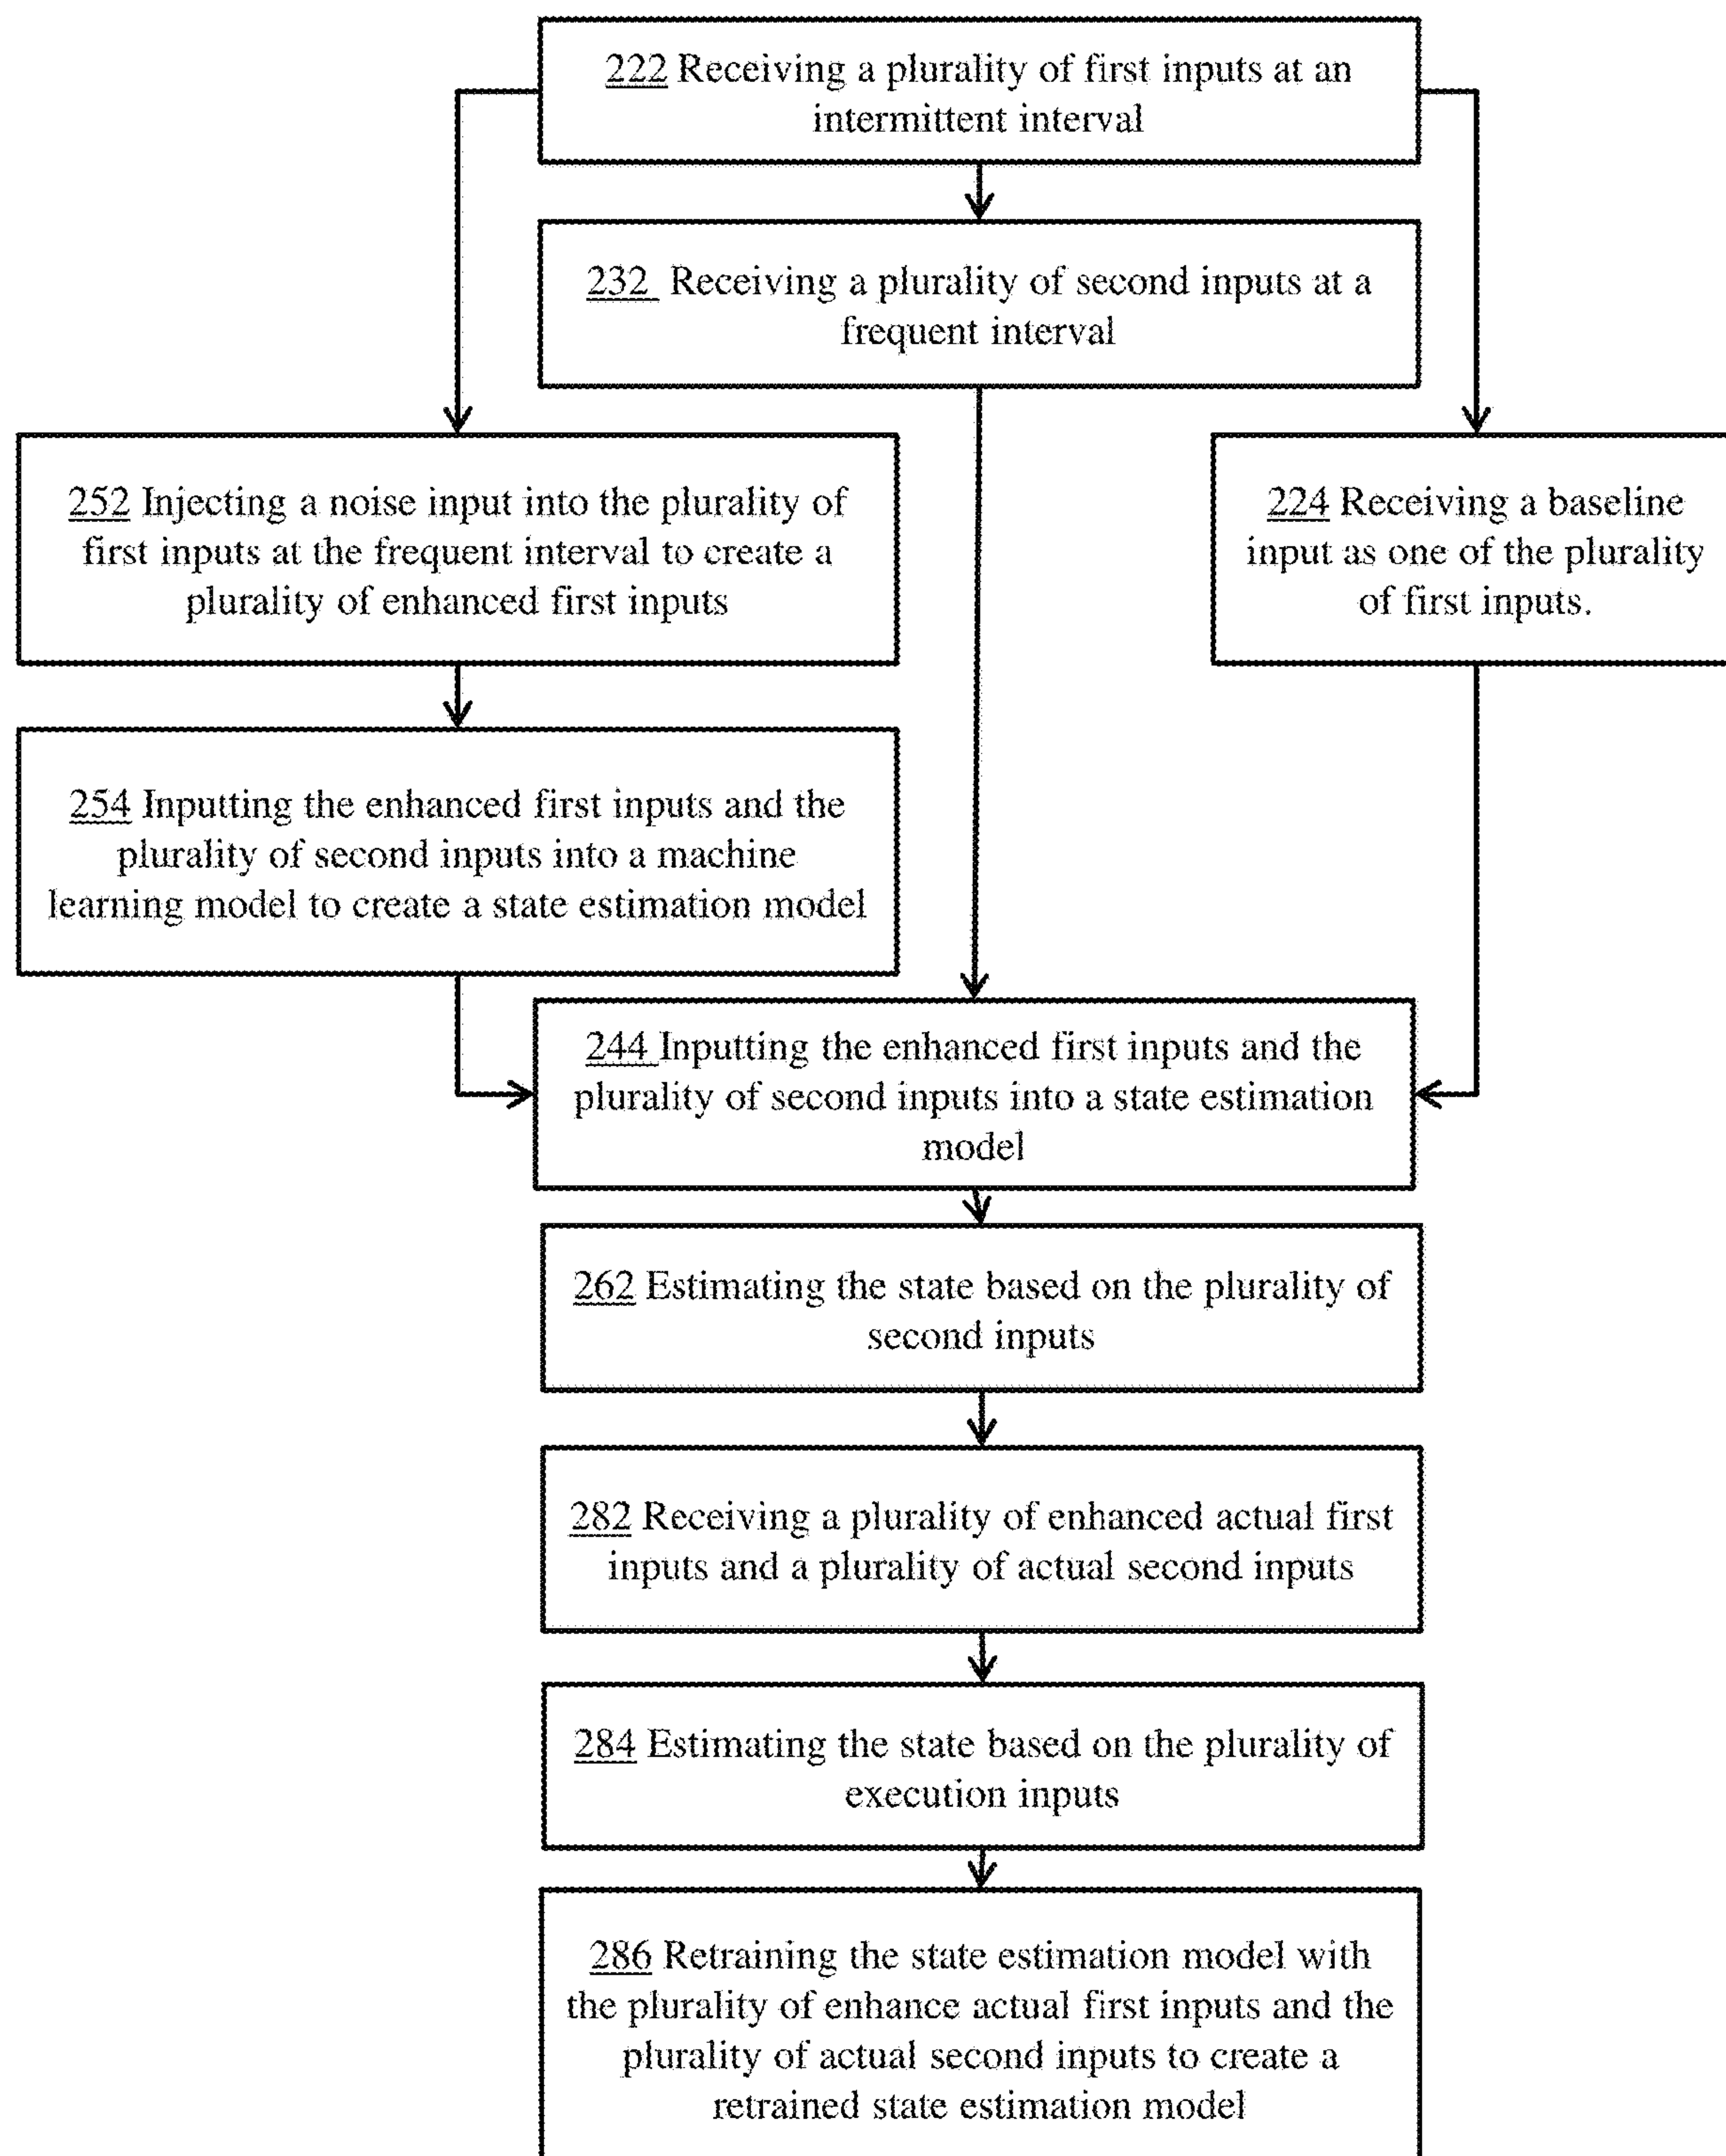 222 Receiving a plurality of first inputs at an
intermittent interval
232 Receiving a plurality of second inputs at a
frequent interval
252 Injecting a noise input into the plurality of
first inputs at the frequent interval to create a
plurality of enhanced first inputs
224 Receiving a baseline
input as one of the plurality
of first inputs.
254 Inputting the enhanced first inputs and the
plurality of second inputs into a machine
learning model to create a state estimation model
244 Inputting the enhanced first inputs and the
plurality of second inputs into a state estimation
model
262 Estimating the state based on the plurality of
second inputs
282 Receiving a plurality of enhanced actual first
inputs and a plurality of actual second inputs
284 Estimating the state based on the plurality of
execution inputs
286 Retraining the state estimation model with
the plurality of enhance actual first inputs and the
plurality of actual second inputs to create a
retrained state estimation model